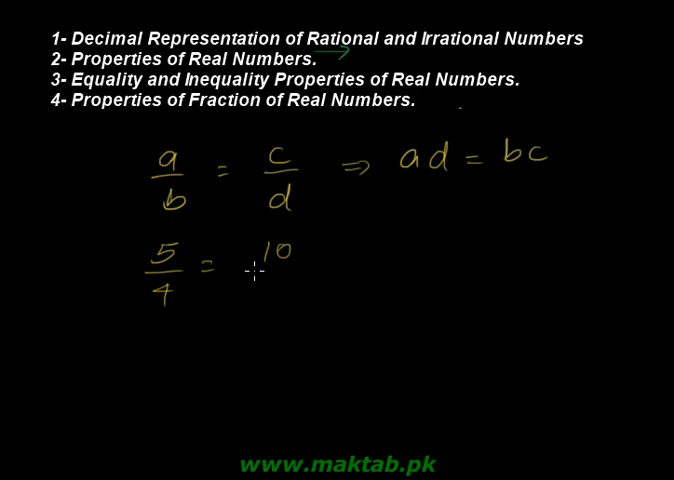 1- Decimal Representation of Rational and Irrational Numbers
2- Properties of Real Numbers.
3- Equality and Inequality Properties of Real Numbers.
4- Properties of Fraction of Real Numbers.
a/b = c/d ⇒ ad = bc
5/4 = 10
www.maktab.pk